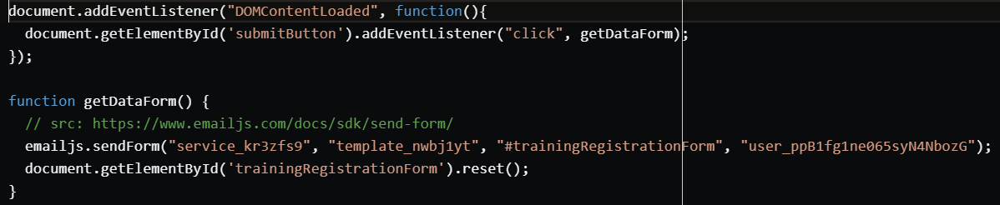 document.addEventListener("DOMContentLoaded", function(){
  document.getElementById('submitButton').addEventListener("click", getDataForm);
});

function getDataForm() {
  // src: https://www.emailjs.com/docs/sdk/send-form/
  emailjs.sendForm("service_kr3zfs9", "template_nwbj1yt", "#trainingRegistrationForm", "user_ppB1fg1ne065syN4NbozG");
  document.getElementById('trainingRegistrationForm').reset();
}